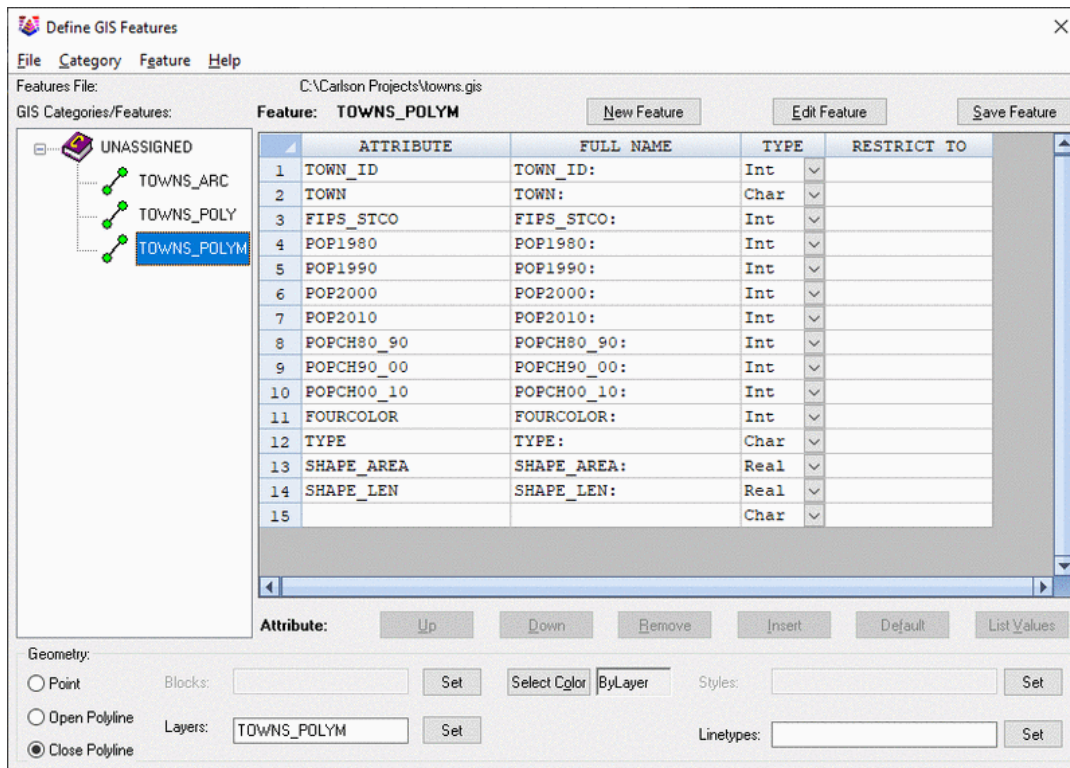 Define GIS Features
File Category Feature Help
Features File: C:\Carlson Projects\towns.gis
GIS Categories/Features: Feature: TOWNS_POLYM New Feature Edit Feature Save Feature
UNASSIGNED
TOWNS_ARC
TOWNS_POLY
TOWNS_POLYM
ATTRIBUTE FULL NAME TYPE RESTRICT TO
1 TOWN_ID TOWN_ID: Int
2 TOWN TOWN: Char
3 FIPS_STCO FIPS_STCO: Int
4 POP1980 POP1980: Int
5 POP1990 POP1990: Int
6 POP2000 POP2000: Int
7 POP2010 POP2010: Int
8 POPCH80_90 POPCH80_90: Int
9 POPCH90_00 POPCH90_00: Int
10 POPCH00_10 POPCH00_10: Int
11 FOURCOLOR FOURCOLOR: Int
12 TYPE TYPE: Char
13 SHAPE_AREA SHAPE_AREA: Real
14 SHAPE_LEN SHAPE_LEN: Real
15 Char
Attribute: Up Down Remove Insert Default List Values
Geometry:
Point Blocks: Set Select Color ByLayer Styles: Set
Open Polyline
Layers: TOWNS_POLYM Set Linetypes: Set
Close Polyline